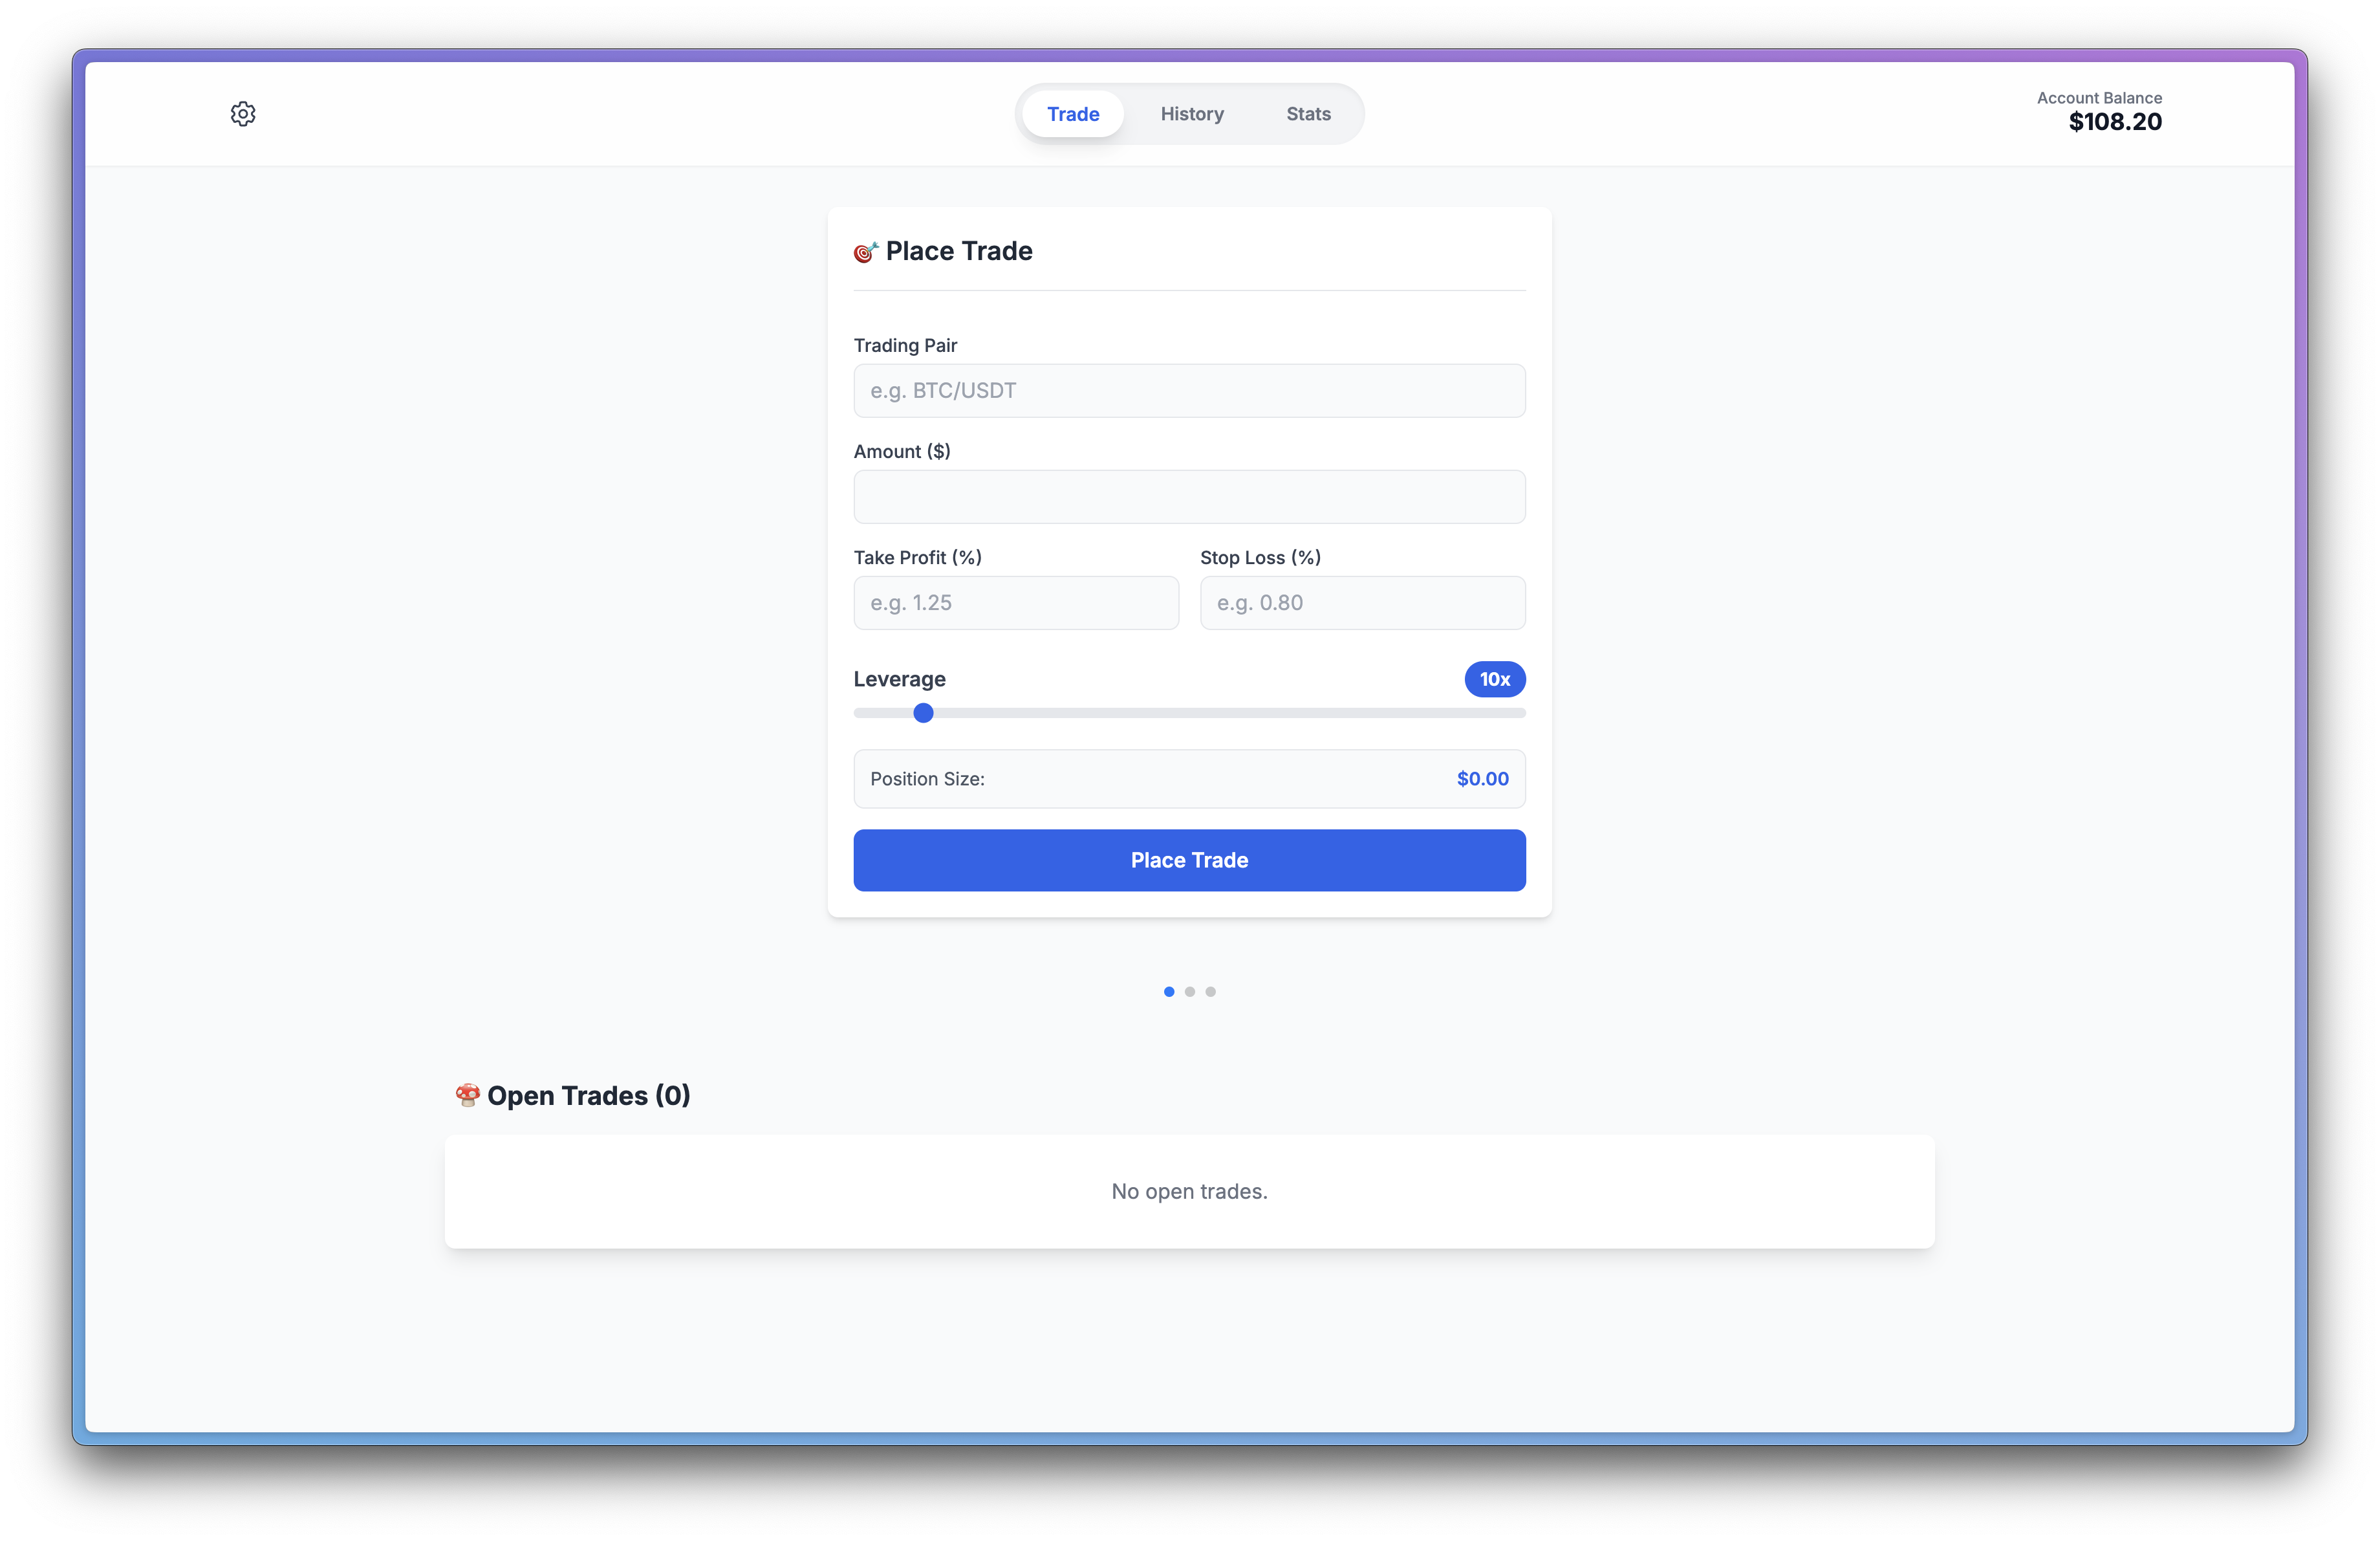 Trade History Stats
Account Balance
$108.20
🎯 Place Trade
Trading Pair
e.g. BTC/USDT
Amount ($)
Take Profit (%) Stop Loss (%)
e.g. 1.25 e.g. 0.80
Leverage 10x
Position Size: $0.00
Place Trade
🍄 Open Trades (0)
No open trades.